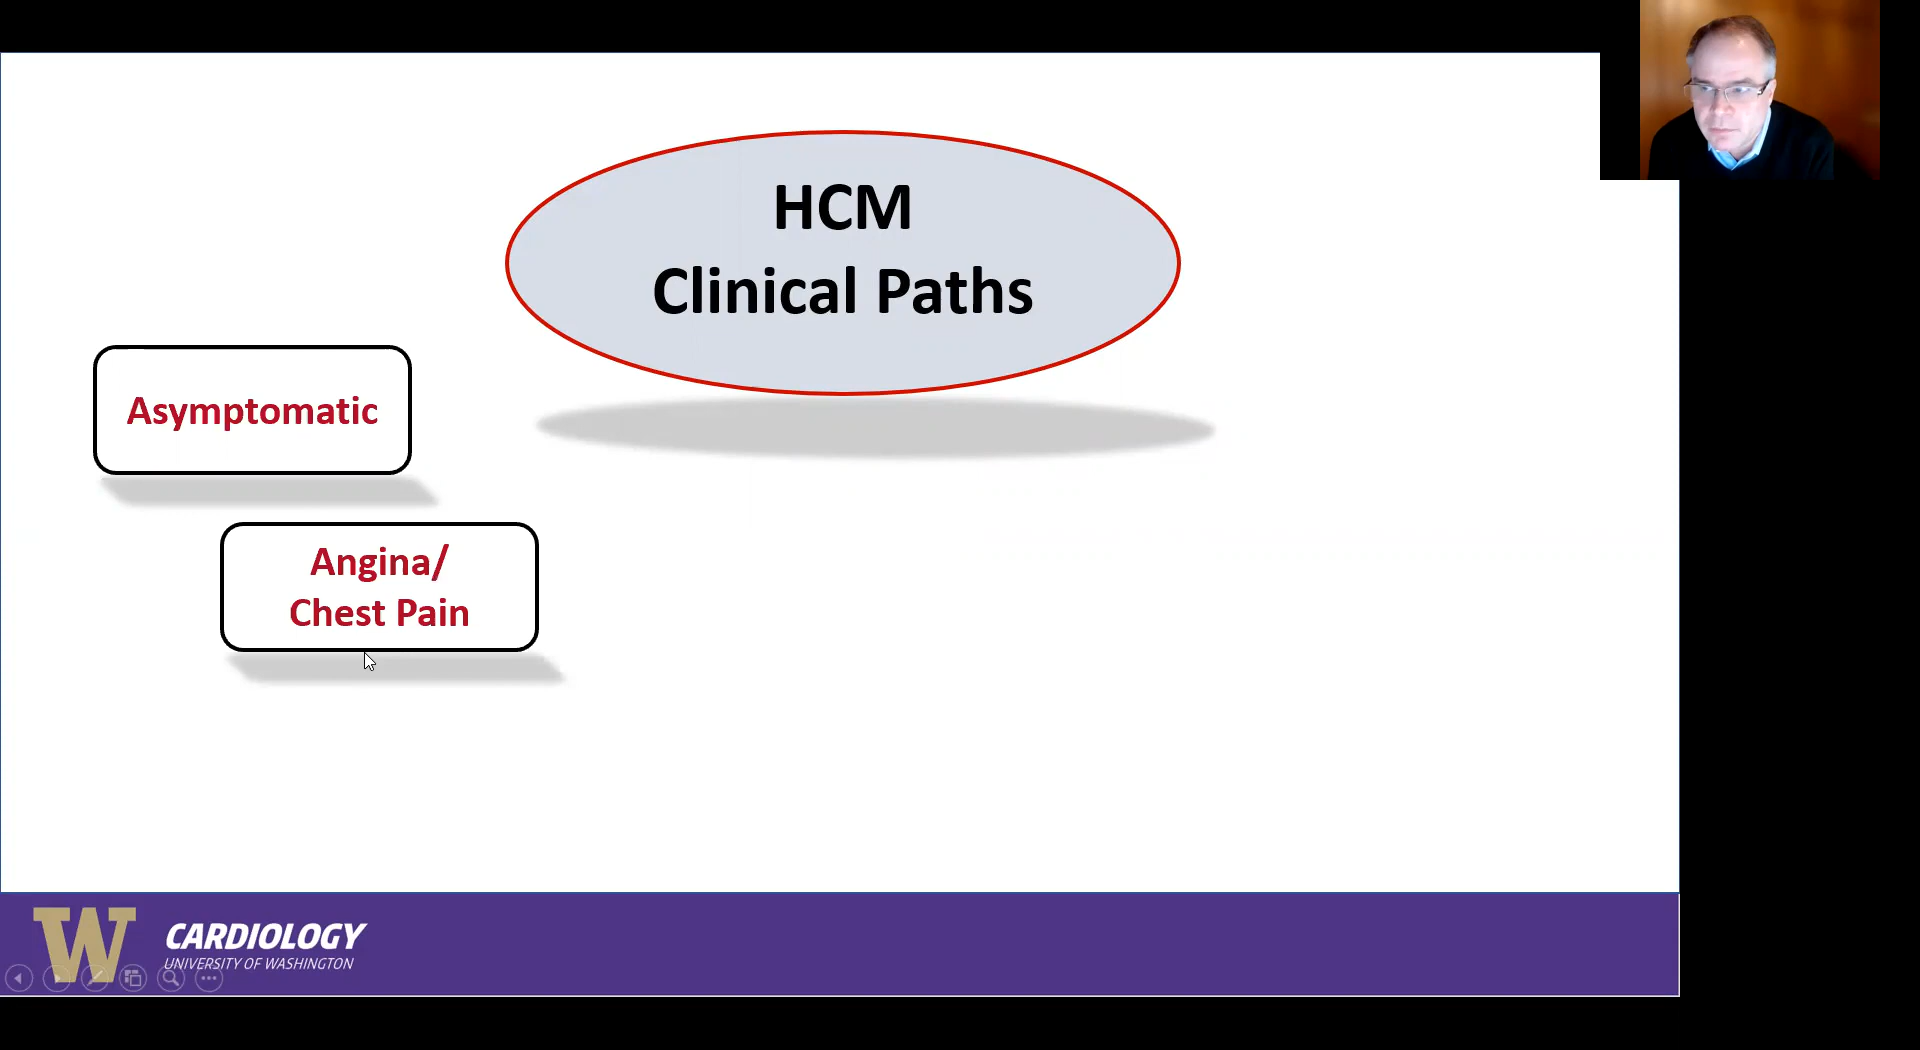 HCM
Clinical Paths
Asymptomatic
Angina/
Chest Pain
W
CARDIOLOGY
UNIVERSITY OF WASHINGTON